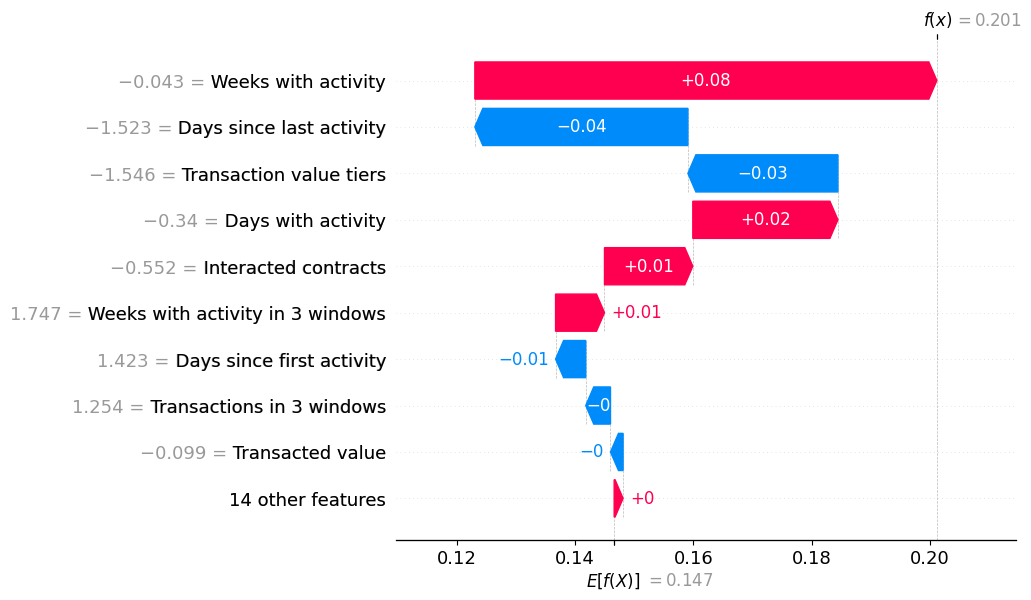 f(x) = 0.201
−0.043 = Weeks with activity +0.08
−1.523 = Days since last activity −0.04
−1.546 = Transaction value tiers −0.03
−0.34 = Days with activity +0.02
−0.552 = Interacted contracts +0.01
1.747 = Weeks with activity in 3 windows +0.01
1.423 = Days since first activity −0.01
1.254 = Transactions in 3 windows −0
−0.099 = Transacted value −0
14 other features +0
0.12 0.14 0.16 0.18 0.20
E[f(X)] = 0.147